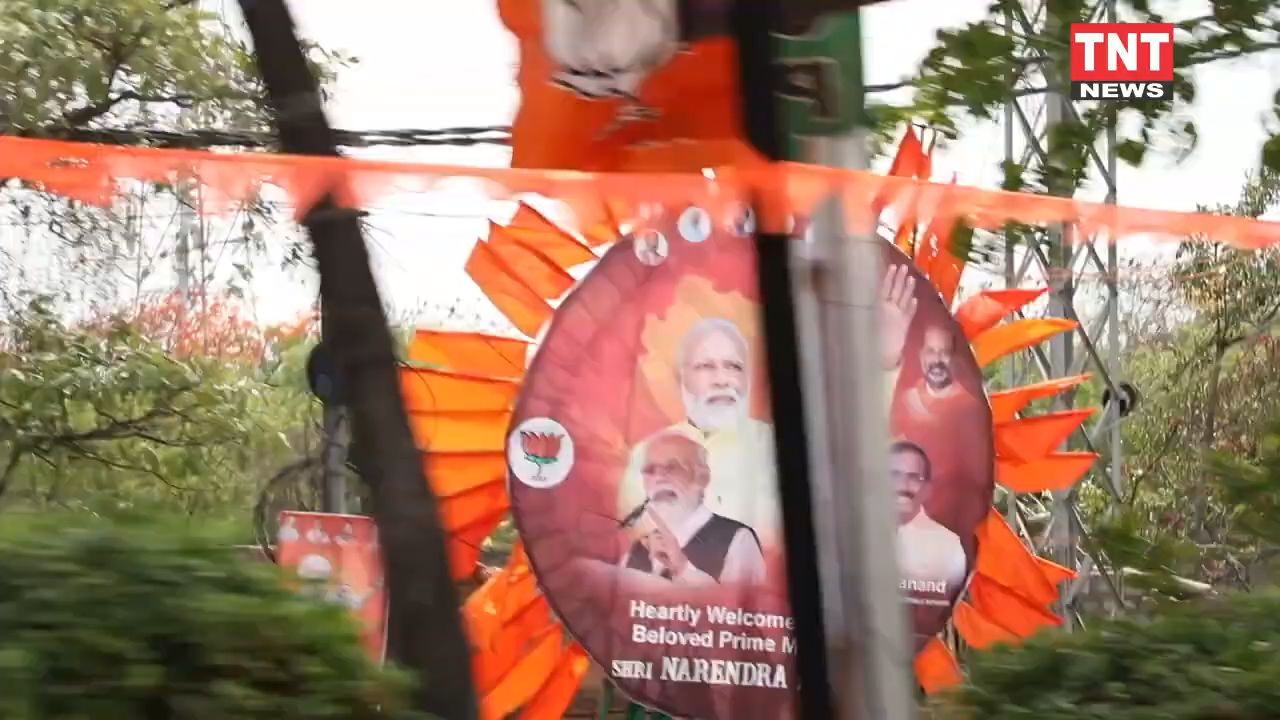 TNT
NEWS
Heartly Welcome
Beloved Prime M
SHRI NARENDRA
anand